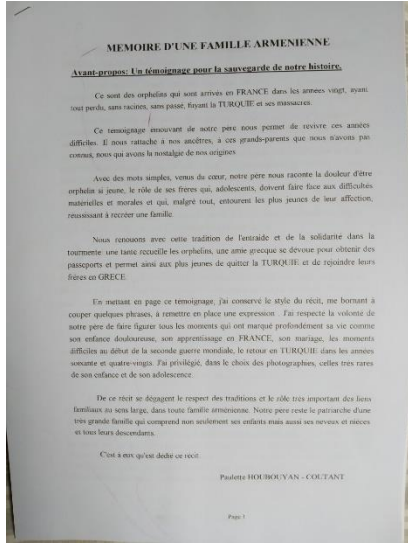 MEMOIRE D'UNE FAMILLE ARMENIENNE
Avant-propos: Un témoignage pour la sauvegarde de notre histoire.
Ce sont des orphelins qui sont arrivés en FRANCE dans les années vingt, ayant
tout perdu, sans racines, sans passé, fuyant la TURQUIE et ses massacres.
Ce témoignage émouvant de notre père nous permet de revivre ces années
difficiles. Il nous rattache à nos ancêtres, à ces grands-parents que nous n'avons pas
connus, nous qui avons la nostalgie de nos origines.
Avec des mots simples, venus du cœur, notre père nous raconte la douleur d'être
orphelin si jeune, le rôle de ses frères qui, adolescents, doivent faire face aux difficultés
matérielles et morales et qui, malgré tout, entourent les plus jeunes de leur affection,
réussissant à recréer une famille.
Nous renouons avec cette tradition de l'entraide et de la solidarité dans la
tourmente: une tante recueille les orphelins, une amie grecque se dévoue pour obtenir des
passeports et permet ainsi aux plus jeunes de quitter la TURQUIE et de rejoindre leurs
frères en GRECE.
En mettant en page ce témoignage, j'ai conservé le style du récit, me bornant à
couper quelques phrases, à remettre en place une expression. J'ai respecté la volonté de
notre père de faire figurer tous les moments qui ont marqué profondément sa vie comme
son enfance douloureuse, son apprentissage en FRANCE, son mariage, les moments
difficiles au début de la seconde guerre mondiale, le retour en TURQUIE dans les années
soixante et quatre-vingts. J'ai privilégié, dans le choix des photographies, celles très rares
de son enfance et de son adolescence.
De ce récit se dégagent le respect des traditions et le rôle très important des liens
familiaux au sens large, dans toute famille arménienne. Notre père reste le patriarche d'une
très grande famille qui comprend non seulement ses enfants mais aussi ses neveux et nièces
et tous leurs descendants.
C'est à eux qu'est dédié ce récit.
Paulette HOUBOUYAN - COUTANT
Page 1